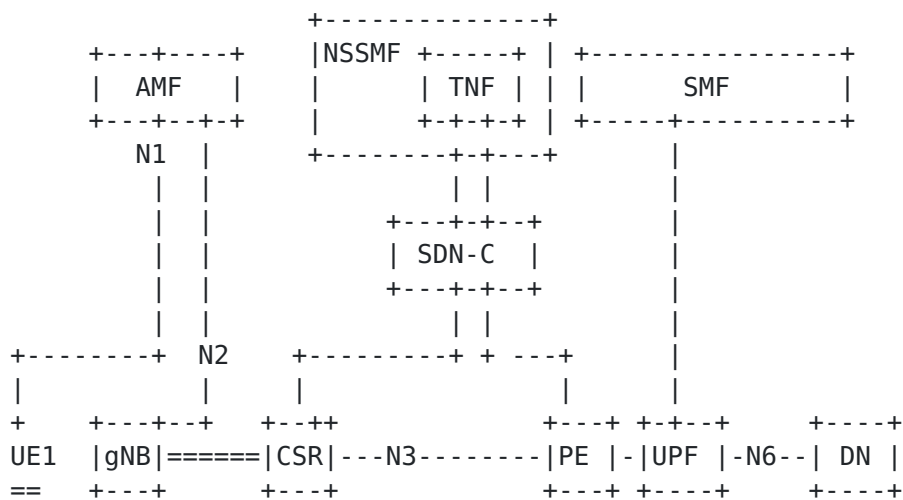 +---------------+
      +---+----+    |NSSMF +-----+  | +----------------+
      |  AMF   |    |      | TNF |  | |      SMF       |
      +---+--+-+    |      +-+-+-+  | +-----+----------+
         N1  |      +--------+-+----+       |
          |  |               | |            |
          |  |           +---+-+--+         |
          |  |           | SDN-C  |         |
          |  |           +---+-+--+         |
          |  |               | |            |
+--------+  N2    +---------+ + ---+       |
|            |     |                |      |
+    +---+--+   +--++             +---+ +-+--+     +----+
UE1  |gNB|======|CSR|---N3--------|PE |-|UPF |-N6--| DN |
==   +---+      +---+             +---+ +----+     +----+